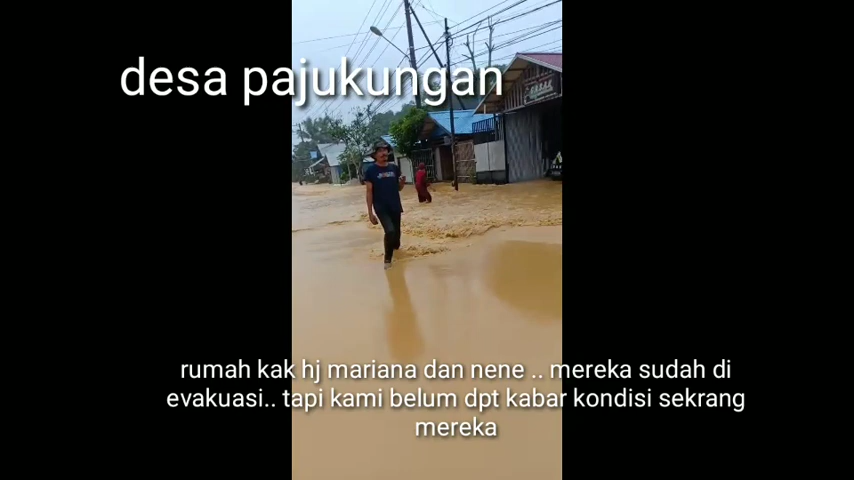 desa pajukungan
rumah kak hj mariana dan nene .. mereka sudah di
evakuasi.. tapi kami belum dpt kabar kondisi sekrang
mereka